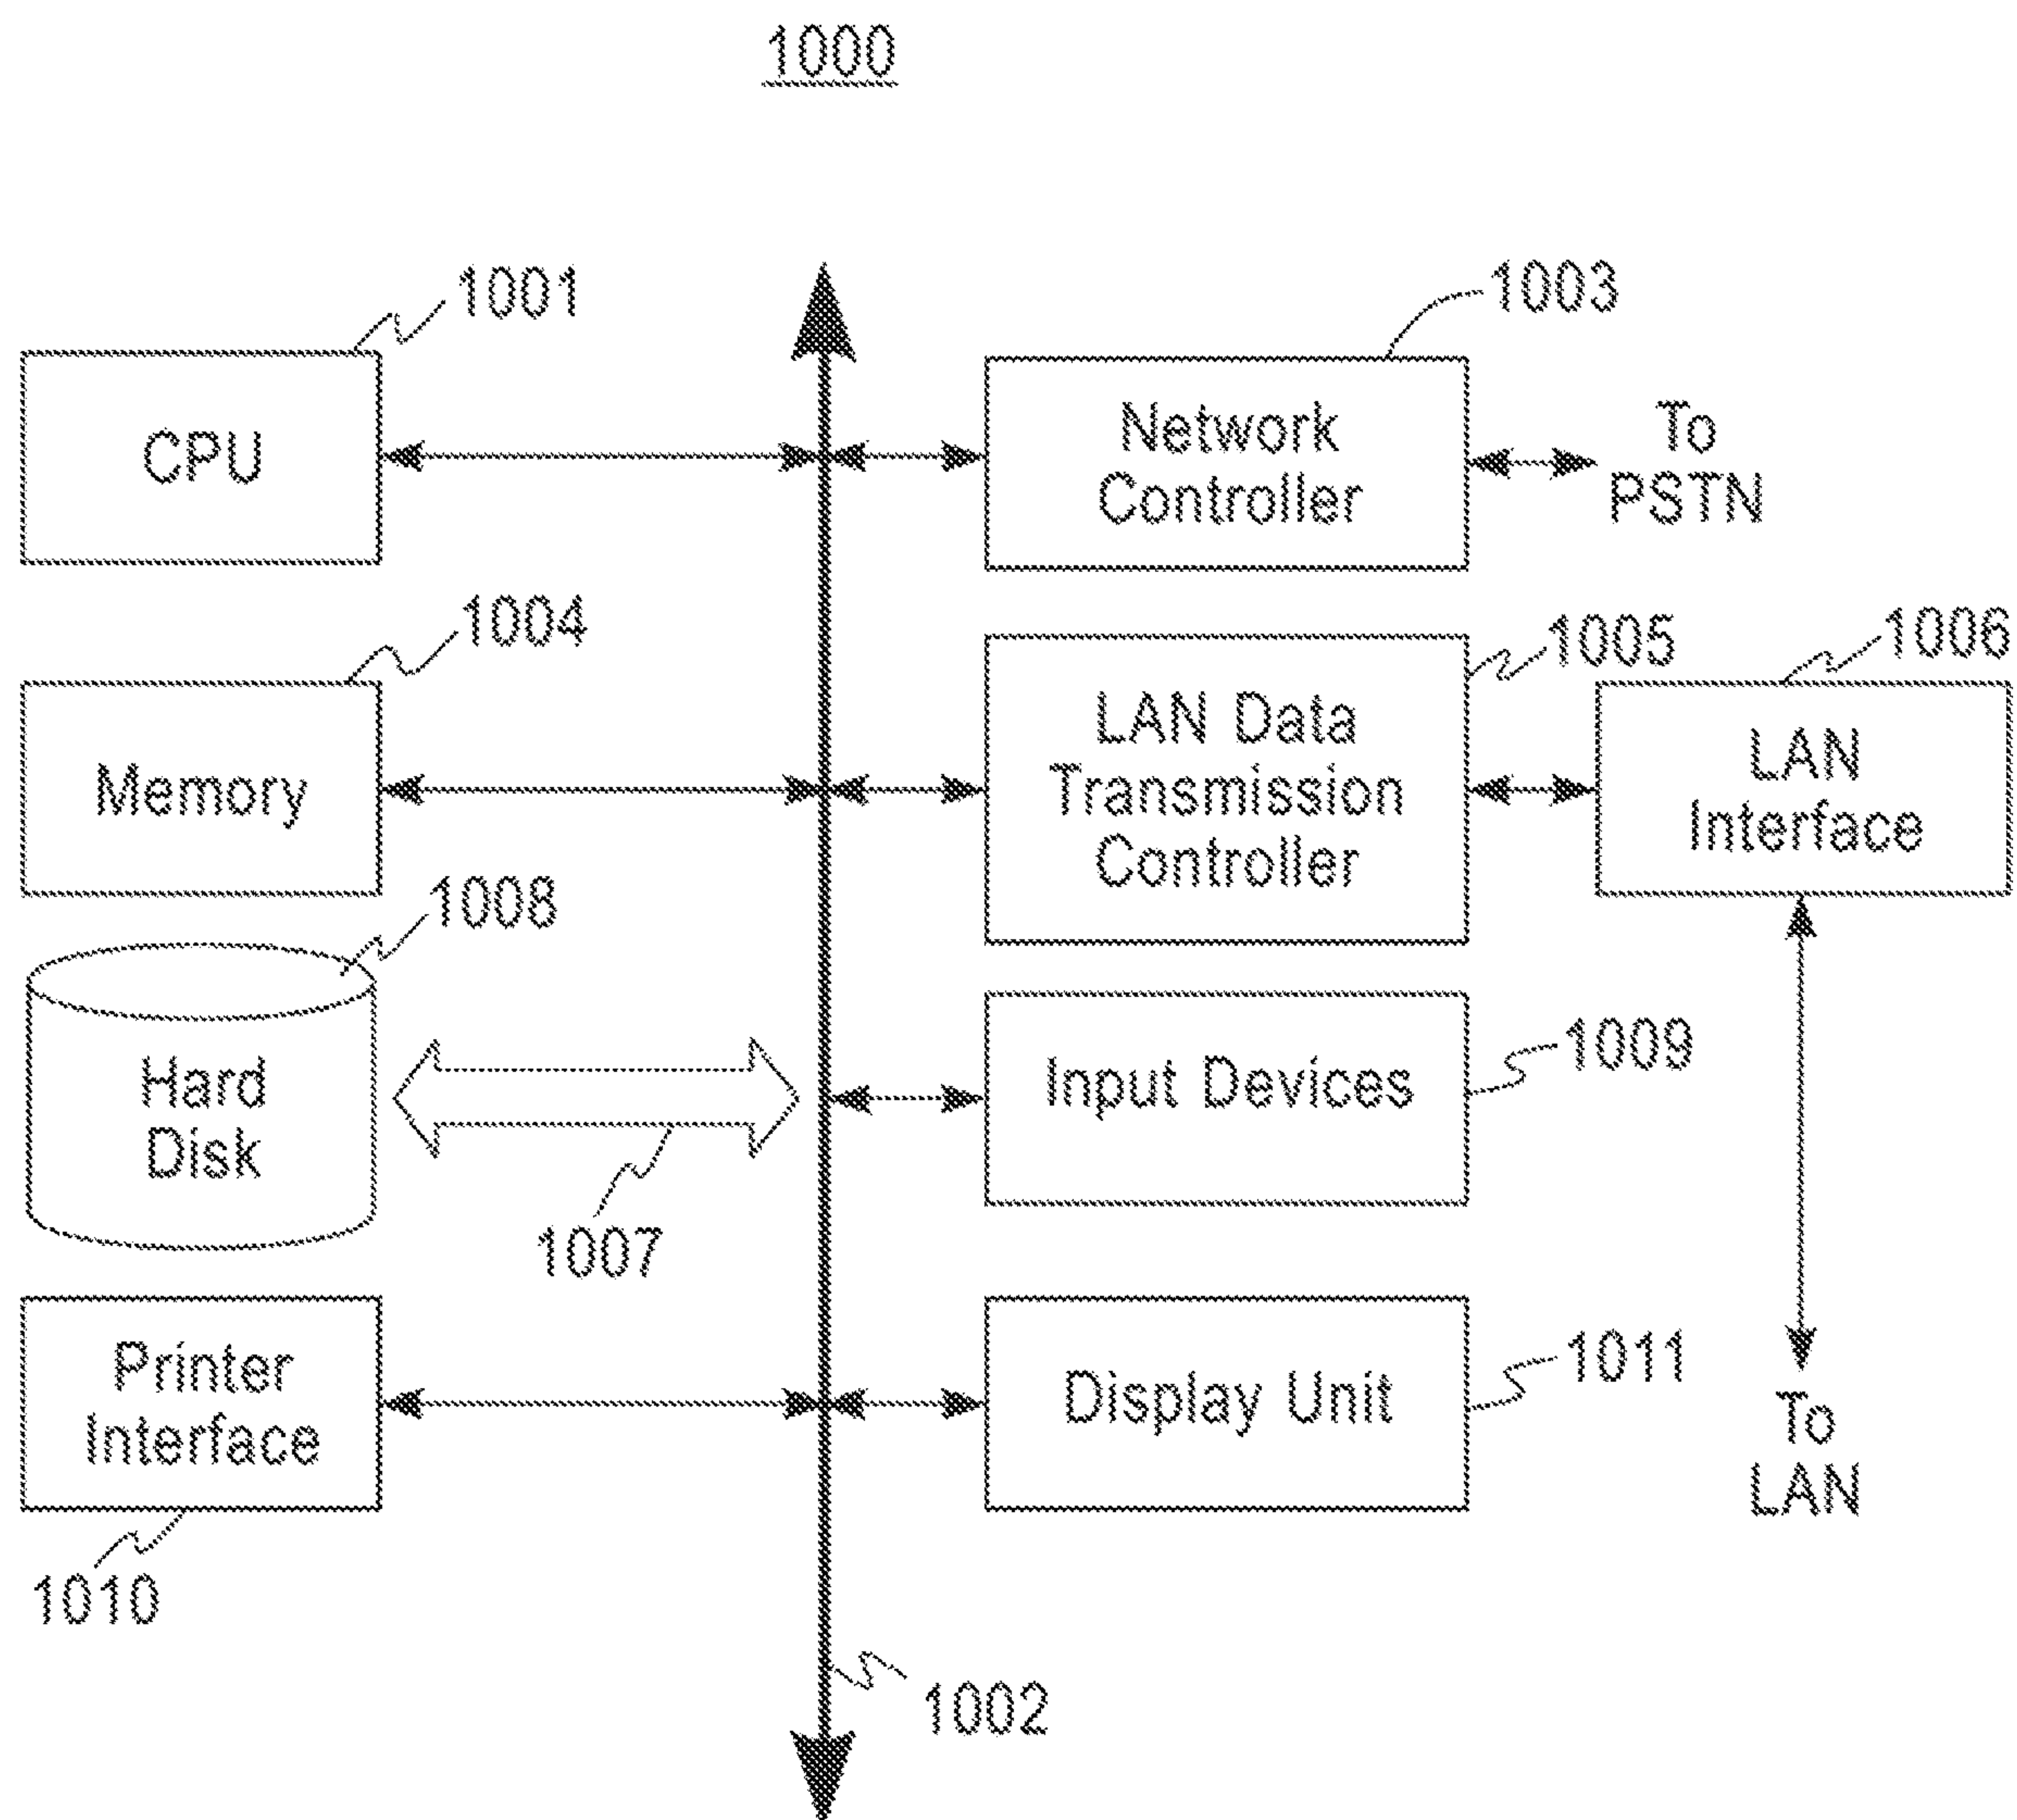 1000
1001
CPU
1003
Network
Controller
To
PSTN
1004
Memory
1005
LAN Data
Transmission
Controller
1006
LAN
Interface
1008
Hard
Disk
1007
1009
Input Devices
Printer
Interface
1010
1011
Display Unit
To
LAN
1002